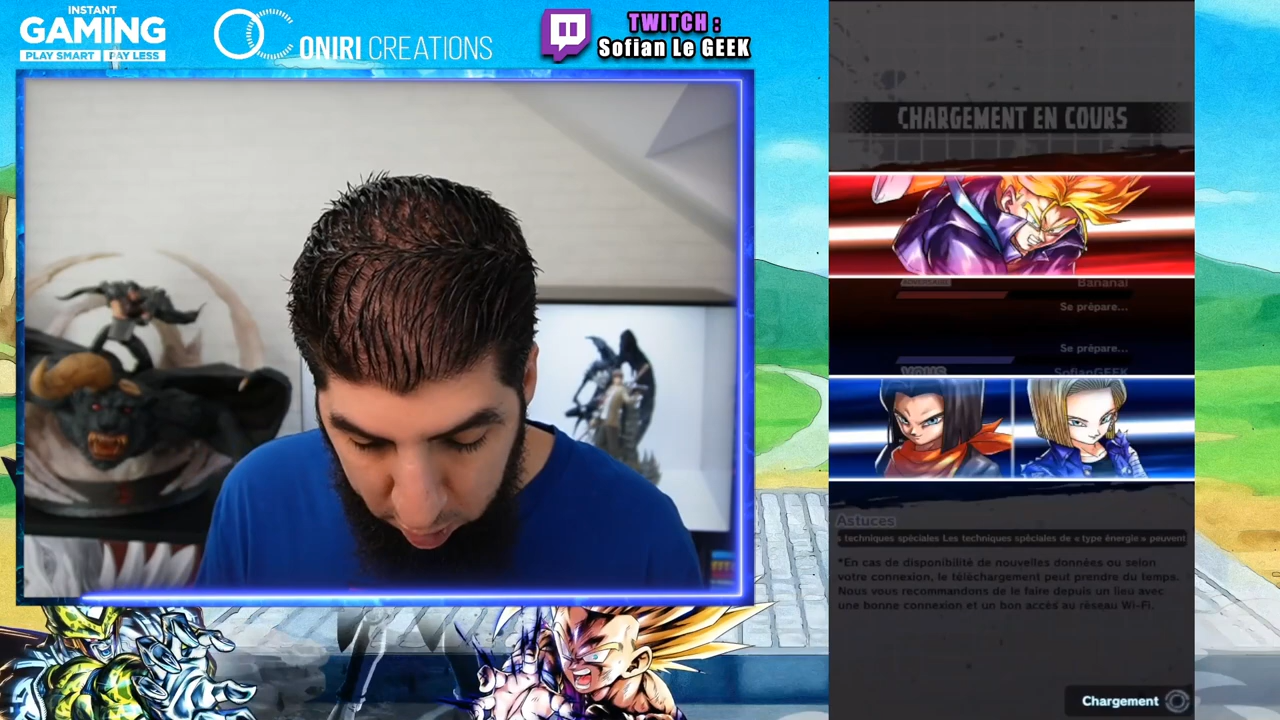 INSTANT
GAMING
PLAY SMART PAY LESS
ONIRI CREATIONS
TWITCH :
Sofian Le GEEK
CHARGEMENT EN COURS
Se prépare...
Se prépare...
VOUS
SofianGEEK
Astuces
techniques spéciales Les techniques spéciales de « type énergie » peuvent
*En cas de disponibilité de nouvelles données ou selon
votre connexion, le téléchargement peut prendre du temps.
Nous vous recommandons de le faire depuis un lieu avec
une bonne connexion et un bon accès au réseau Wi-Fi.
Chargement